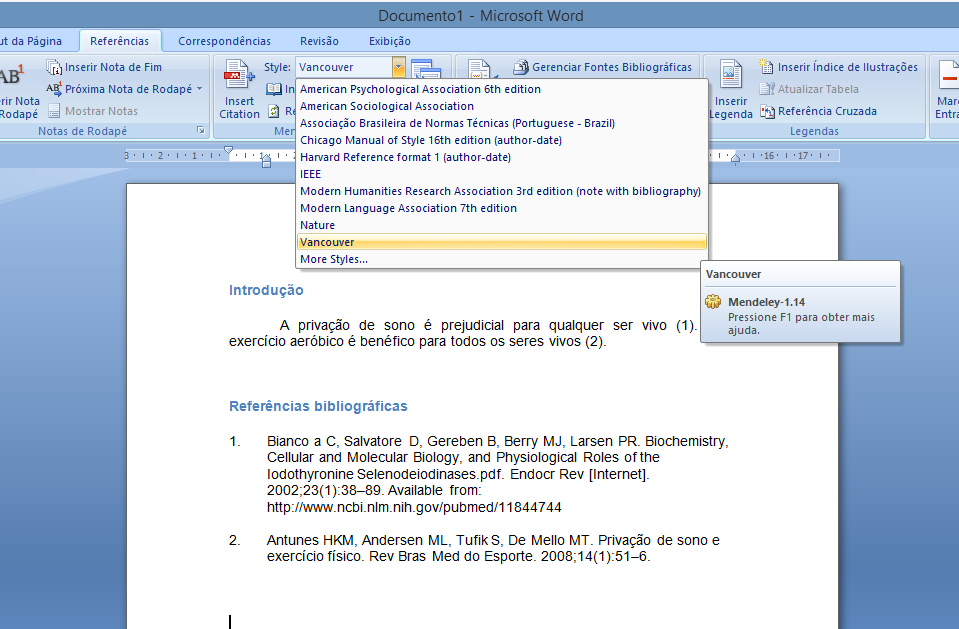 Documento1 - Microsoft Word
ut da Página Referências Correspondências Revisão Exibição
AB¹ Inserir Nota de Fim Style: Vancouver Gerenciar Fontes Bibliográficas Inserir Índice de Ilustrações
AB¹ Próxima Nota de Rodapé Atualizar Tabela
rir Nota Rodapé Mostrar Notas Insert Citation Inserir Legenda Referência Cruzada
Notas de Rodapé Legendas
American Psychological Association 6th edition
American Sociological Association
Associação Brasileira de Normas Técnicas (Portuguese - Brazil)
Chicago Manual of Style 16th edition (author-date)
Harvard Reference format 1 (author-date)
IEEE
Modern Humanities Research Association 3rd edition (note with bibliography)
Modern Language Association 7th edition
Nature
Vancouver
More Styles...
3 1 2 1 1 1 1 16 17
Vancouver
Mendeley-1.14
Pressione F1 para obter mais
ajuda.
Introdução
A privação de sono é prejudicial para qualquer ser vivo (1).
exercício aeróbico é benéfico para todos os seres vivos (2).
Referências bibliográficas
1. Bianco a C, Salvatore D, Gereben B, Berry MJ, Larsen PR. Biochemistry,
Cellular and Molecular Biology, and Physiological Roles of the
Iodothyronine Selenodeiodinases.pdf. Endocr Rev [Internet].
2002;23(1):38–89. Available from:
http://www.ncbi.nlm.nih.gov/pubmed/11844744
2. Antunes HKM, Andersen ML, Tufik S, De Mello MT. Privação de sono e
exercício físico. Rev Bras Med do Esporte. 2008;14(1):51–6.